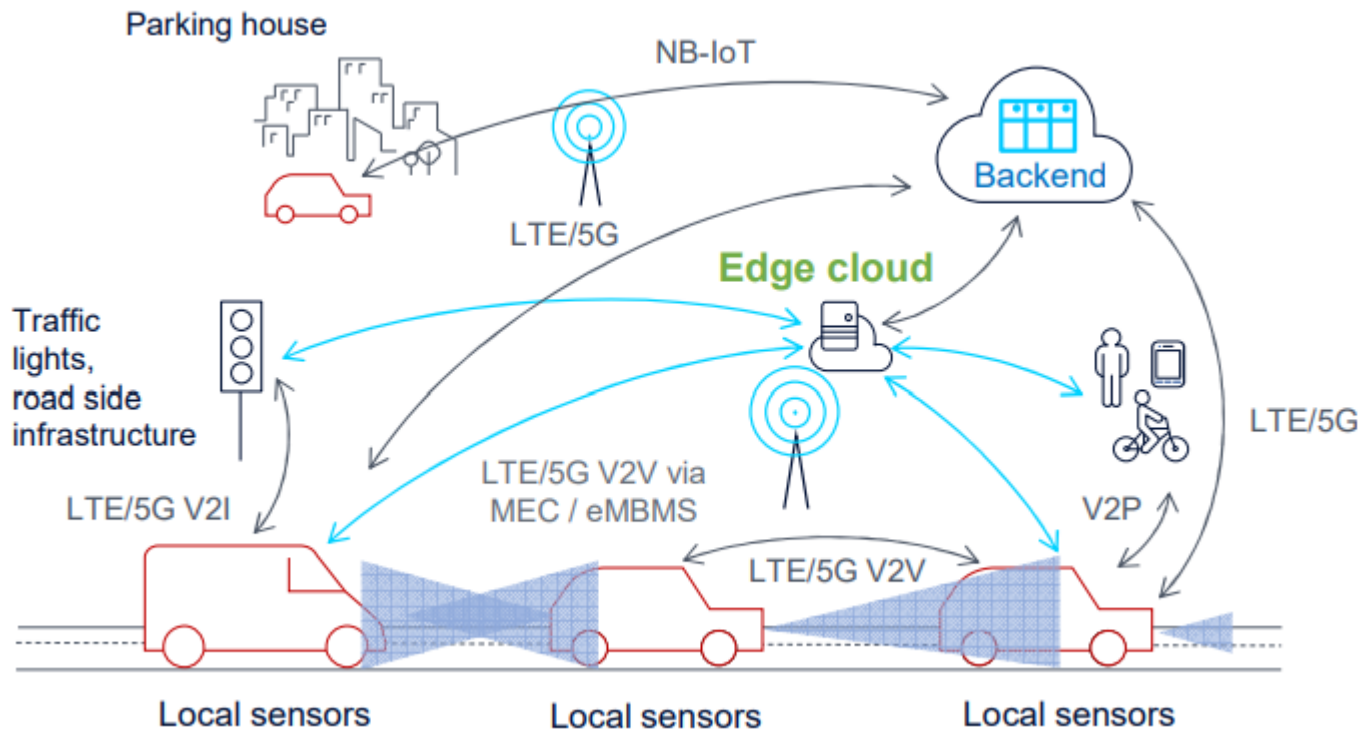 Parking house
NB-IoT
Backend
LTE/5G
Edge cloud
Traffic
lights,
road side
infrastructure
LTE/5G
LTE/5G V2I
LTE/5G V2V via
MEC / eMBMS
V2P
LTE/5G V2V
Local sensors
Local sensors
Local sensors